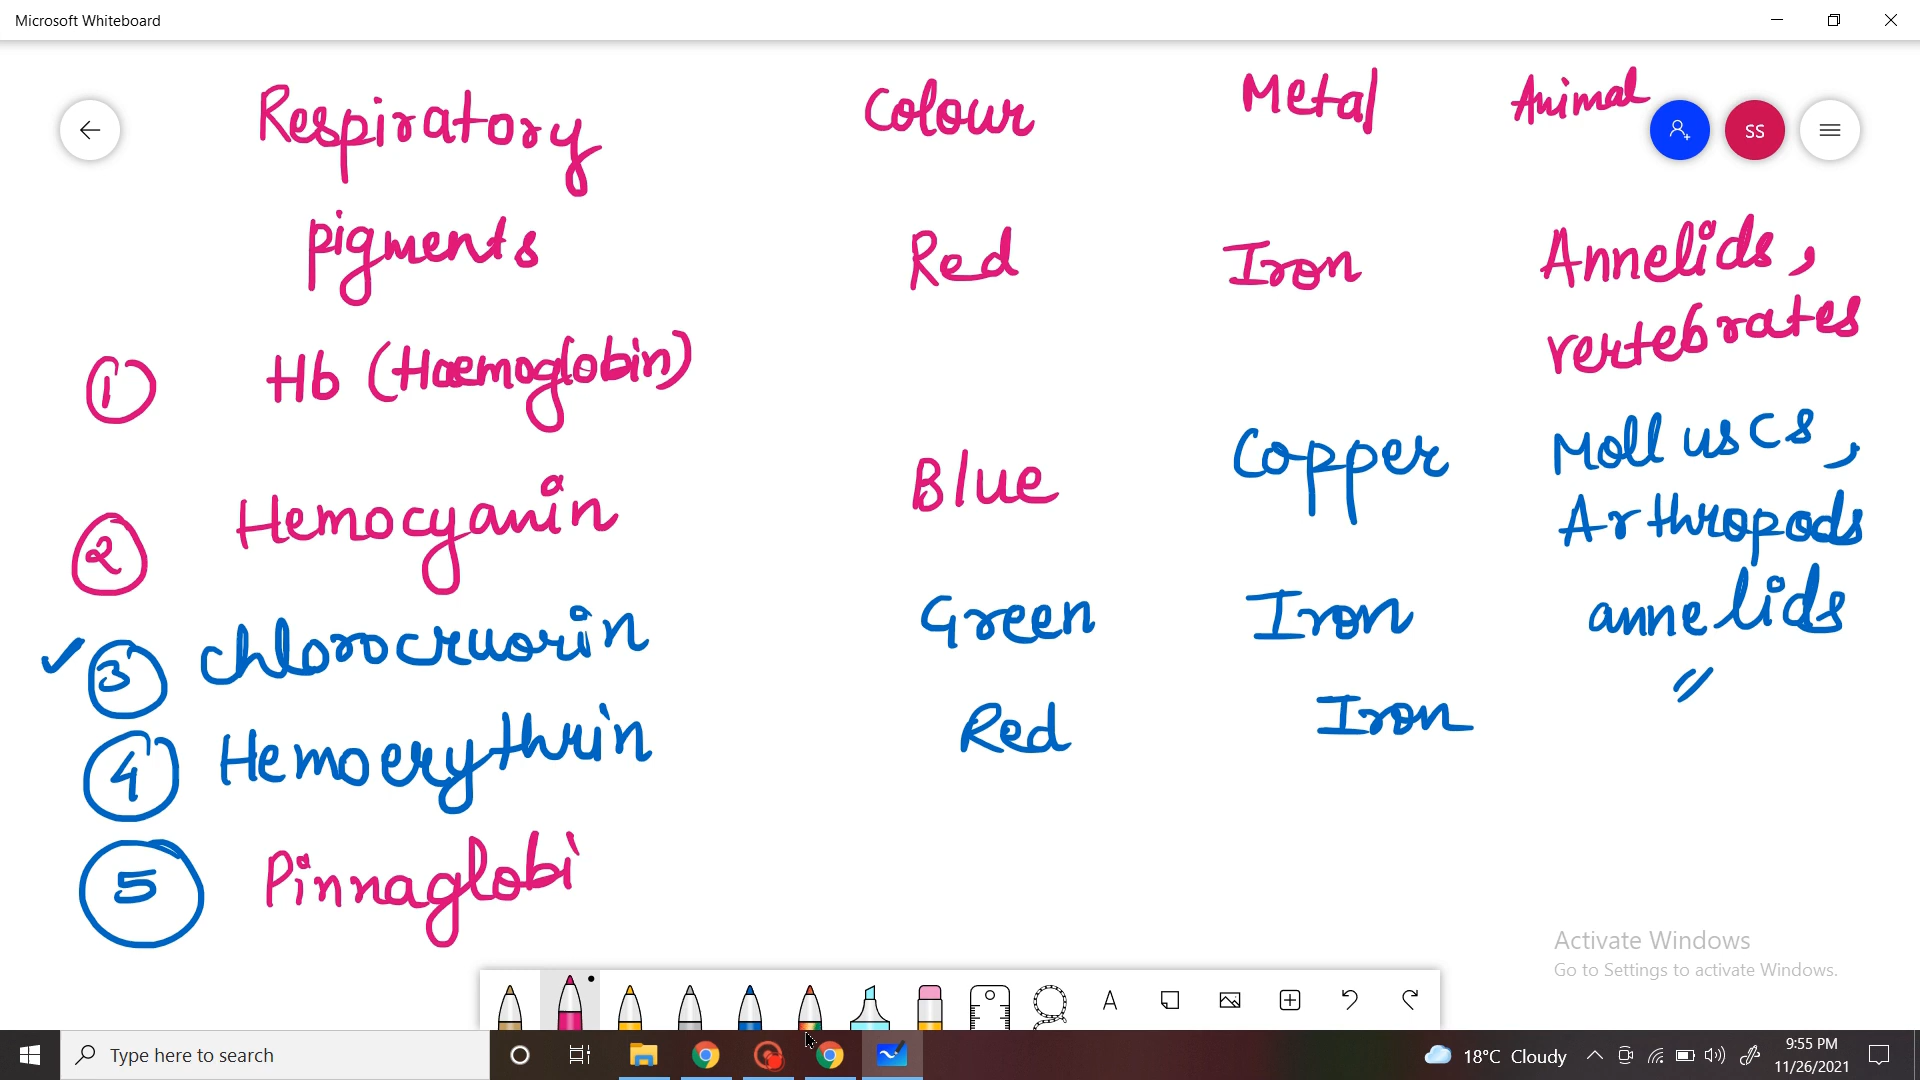 Microsoft Whiteboard
Respiratory pigments Colour Metal Animal
SS
① Hb (Haemoglobin) Red Iron Annelids, vertebrates
② Hemocyanin Blue Copper Molluscs, Arthropods
✓ ③ chlorocruorin Green Iron annelids
④ Hemoerythrin Red Iron "
⑤ Pinnaglobi
Activate Windows
Go to Settings to activate Windows.
A
Type here to search
18°C Cloudy
9:55 PM
11/26/2021